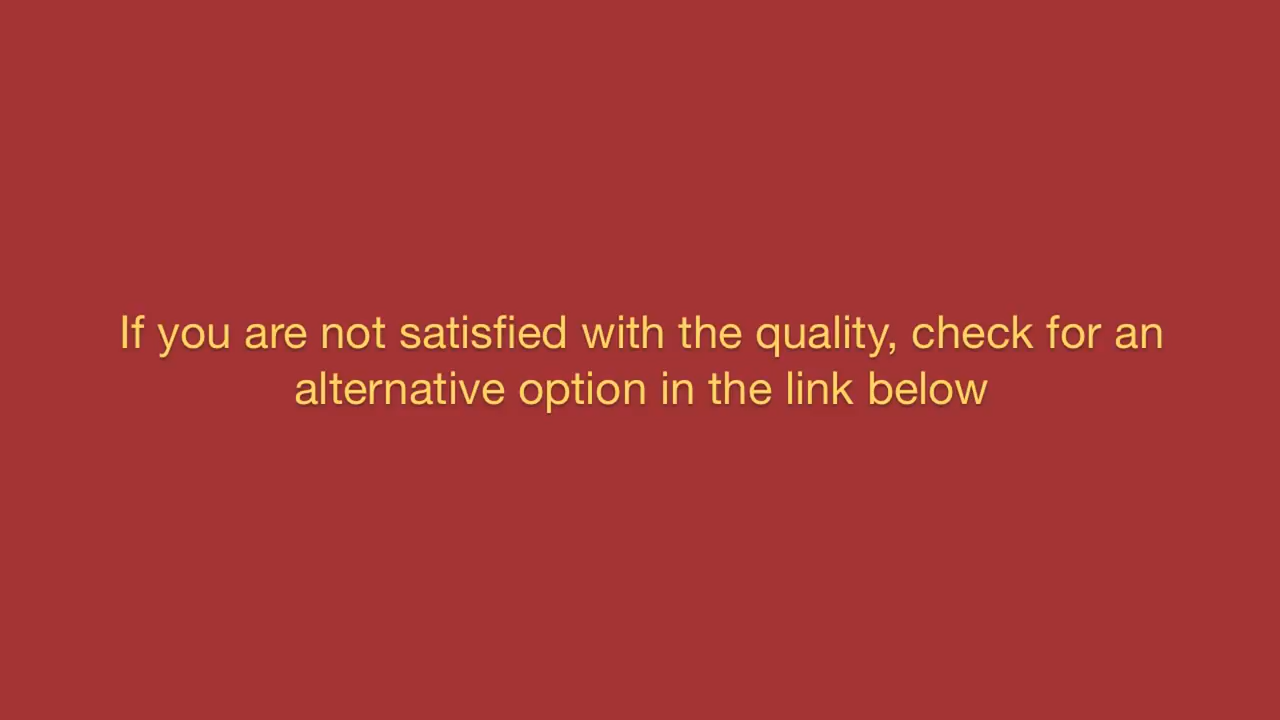 If you are not satisfied with the quality, check for an
alternative option in the link below